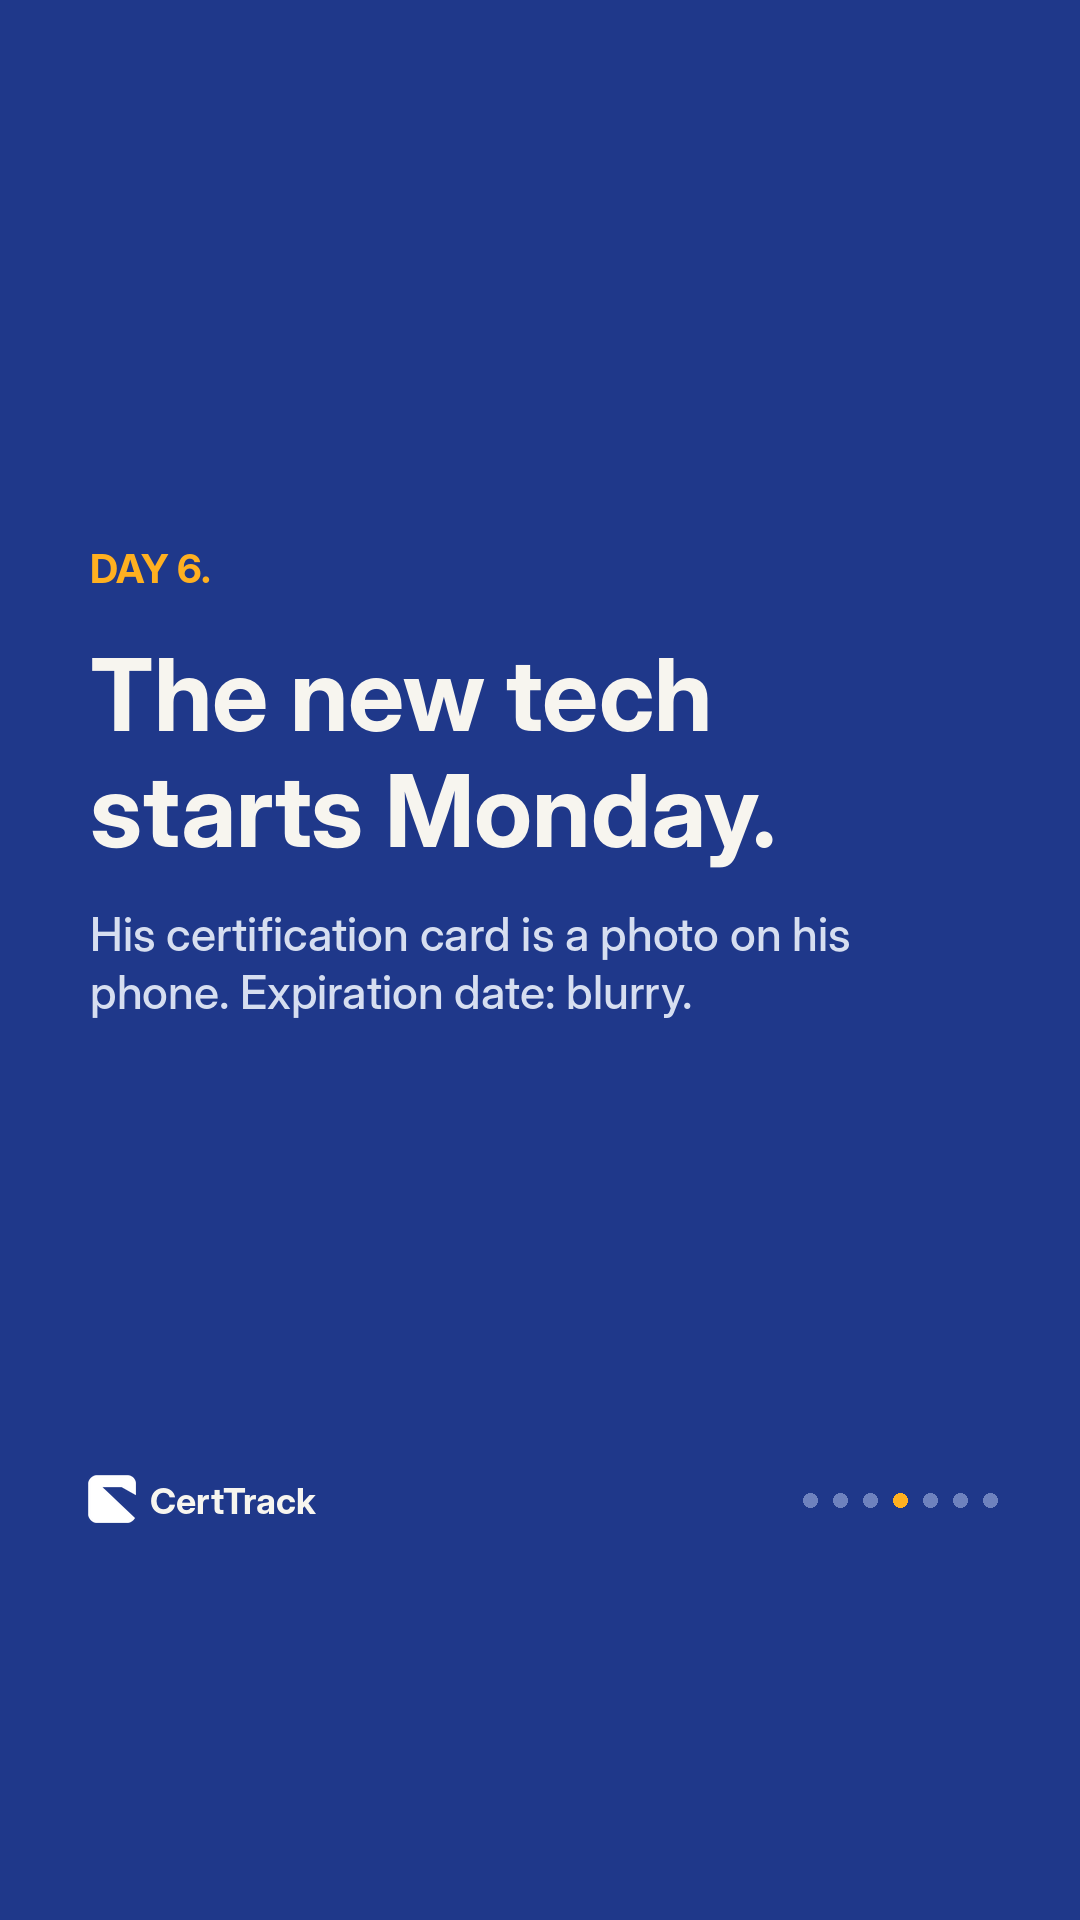 DAY 6.
The new tech
starts Monday.
His certification card is a photo on his
phone. Expiration date: blurry.
CertTrack